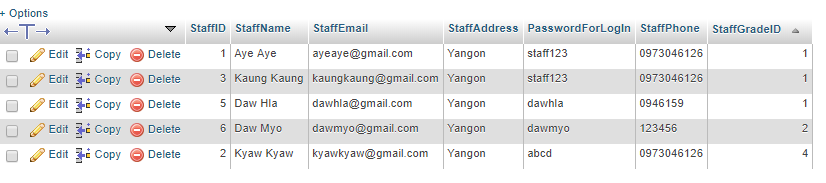 + Options
←T→ StaffID StaffName StaffEmail StaffAddress PasswordForLogIn StaffPhone StaffGradeID
Edit Copy Delete 1 Aye Aye ayeaye@gmail.com Yangon staff123 0973046126 1
Edit Copy Delete 3 Kaung Kaung kaungkaung@gmail.com Yangon staff123 0973046126 1
Edit Copy Delete 5 Daw Hla dawhla@gmail.com Yangon dawhla 0946159 1
Edit Copy Delete 6 Daw Myo dawmyo@gmail.com Yangon dawmyo 123456 2
Edit Copy Delete 2 Kyaw Kyaw kyawkyaw@gmail.com Yangon abcd 0973046126 4